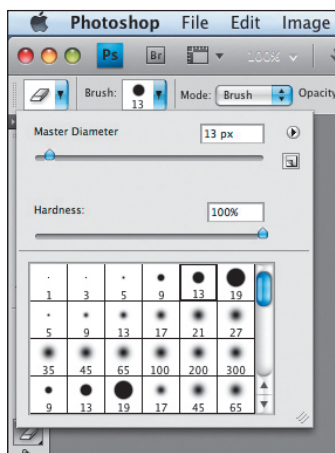 Photoshop File Edit Image
Ps Br 100%
Brush: 13 Mode: Brush Opacity
Master Diameter 13 px
Hardness: 100%
1 3 5 9 13 19
5 9 13 17 21 27
35 45 65 100 200 300
9 13 19 17 45 65